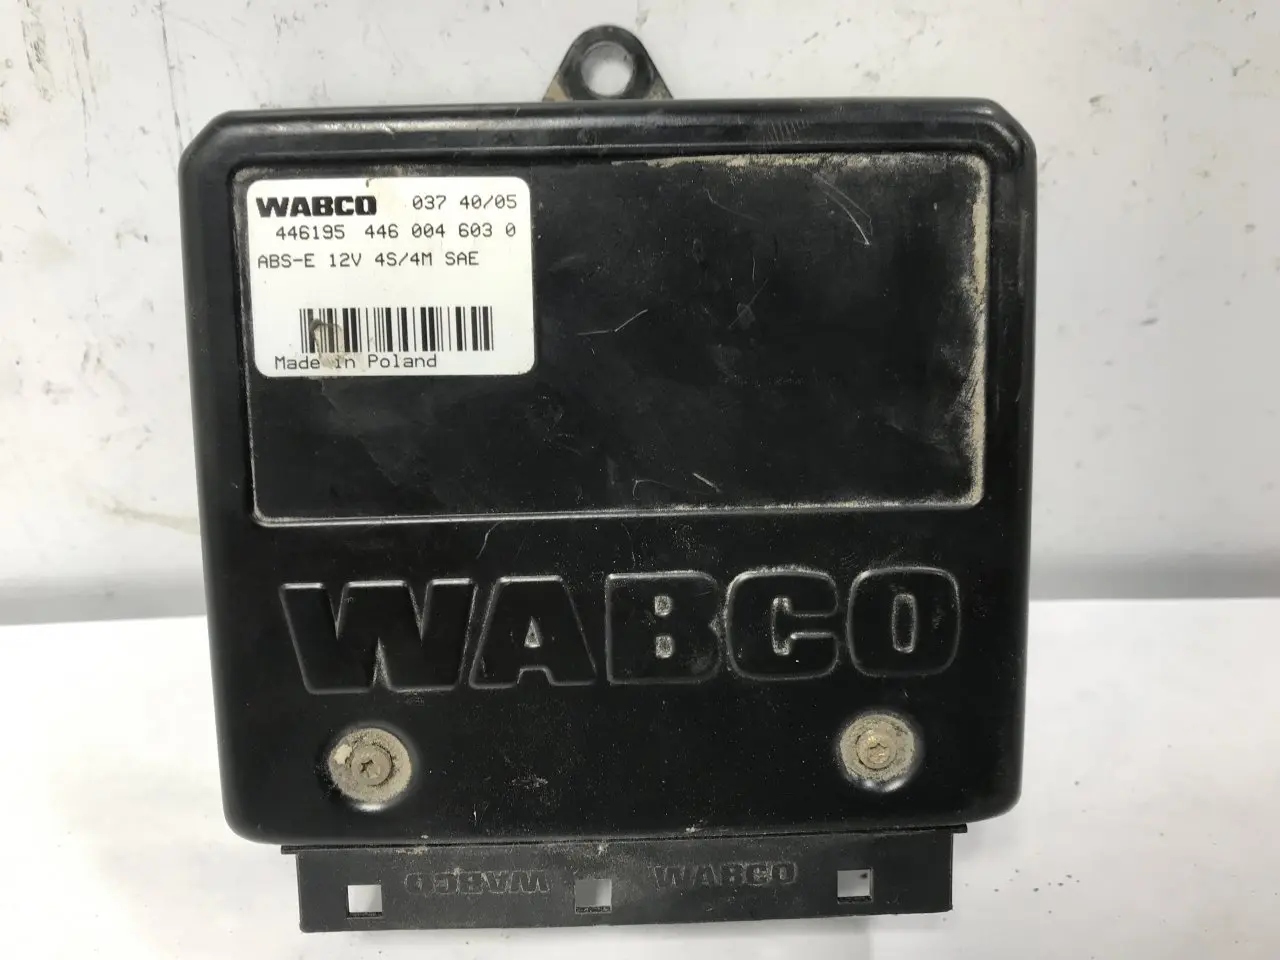 WABCO 037 40/05
446195 446 004 603 0
ABS-E 12V 4S/4M SAE
Made in Poland
WABCO
WABCO WABCO